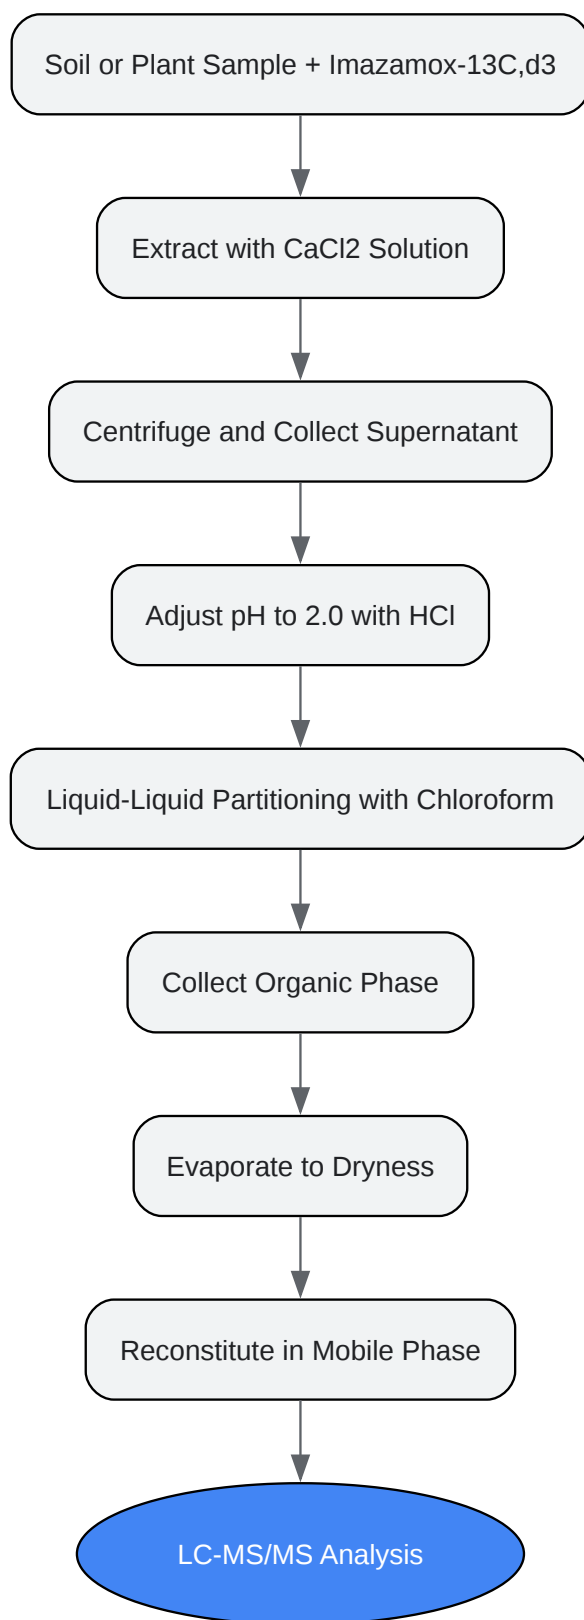 Soil or Plant Sample + Imazamox-13C,d3
Extract with CaCl2 Solution
Centrifuge and Collect Supernatant
Adjust pH to 2.0 with HCl
Liquid-Liquid Partitioning with Chloroform
Collect Organic Phase
Evaporate to Dryness
Reconstitute in Mobile Phase
LC-MS/MS Analysis